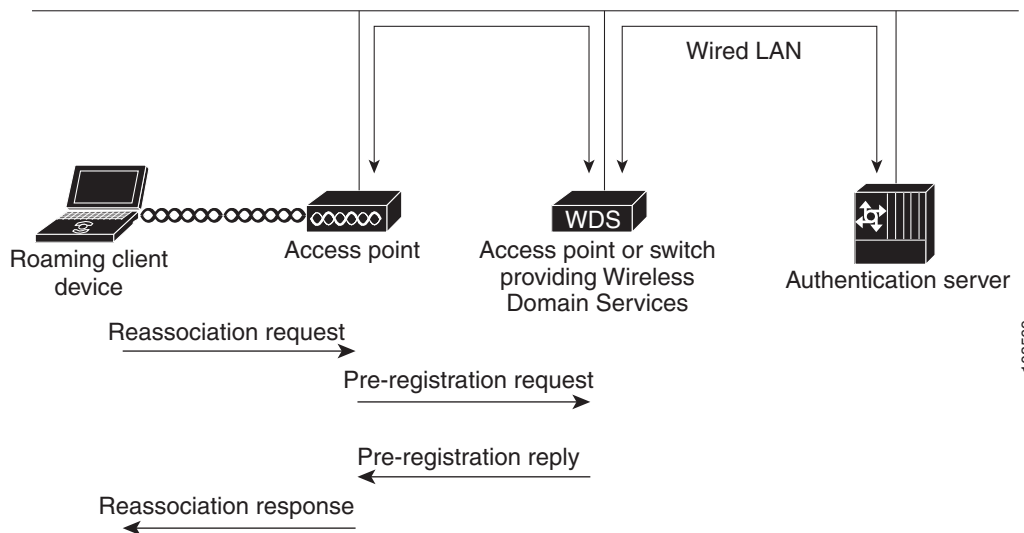 Wired LAN
WDS
Roaming client
device
Access point
Access point or switch
providing Wireless
Domain Services
Authentication server
Reassociation request
Pre-registration request
Pre-registration reply
Reassociation response